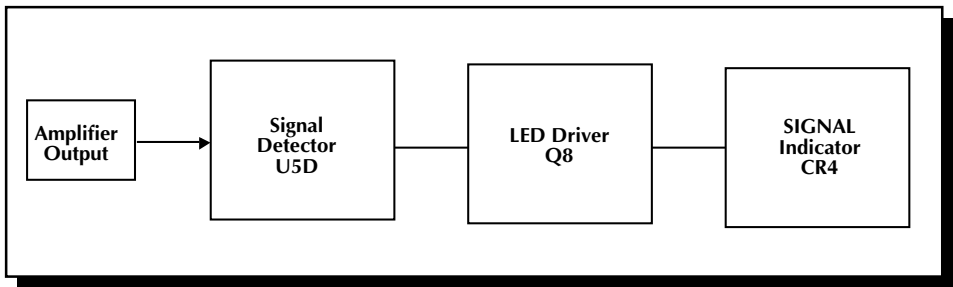 Amplifier
Output
Signal
Detector
U5D
LED Driver
Q8
SIGNAL
Indicator
CR4